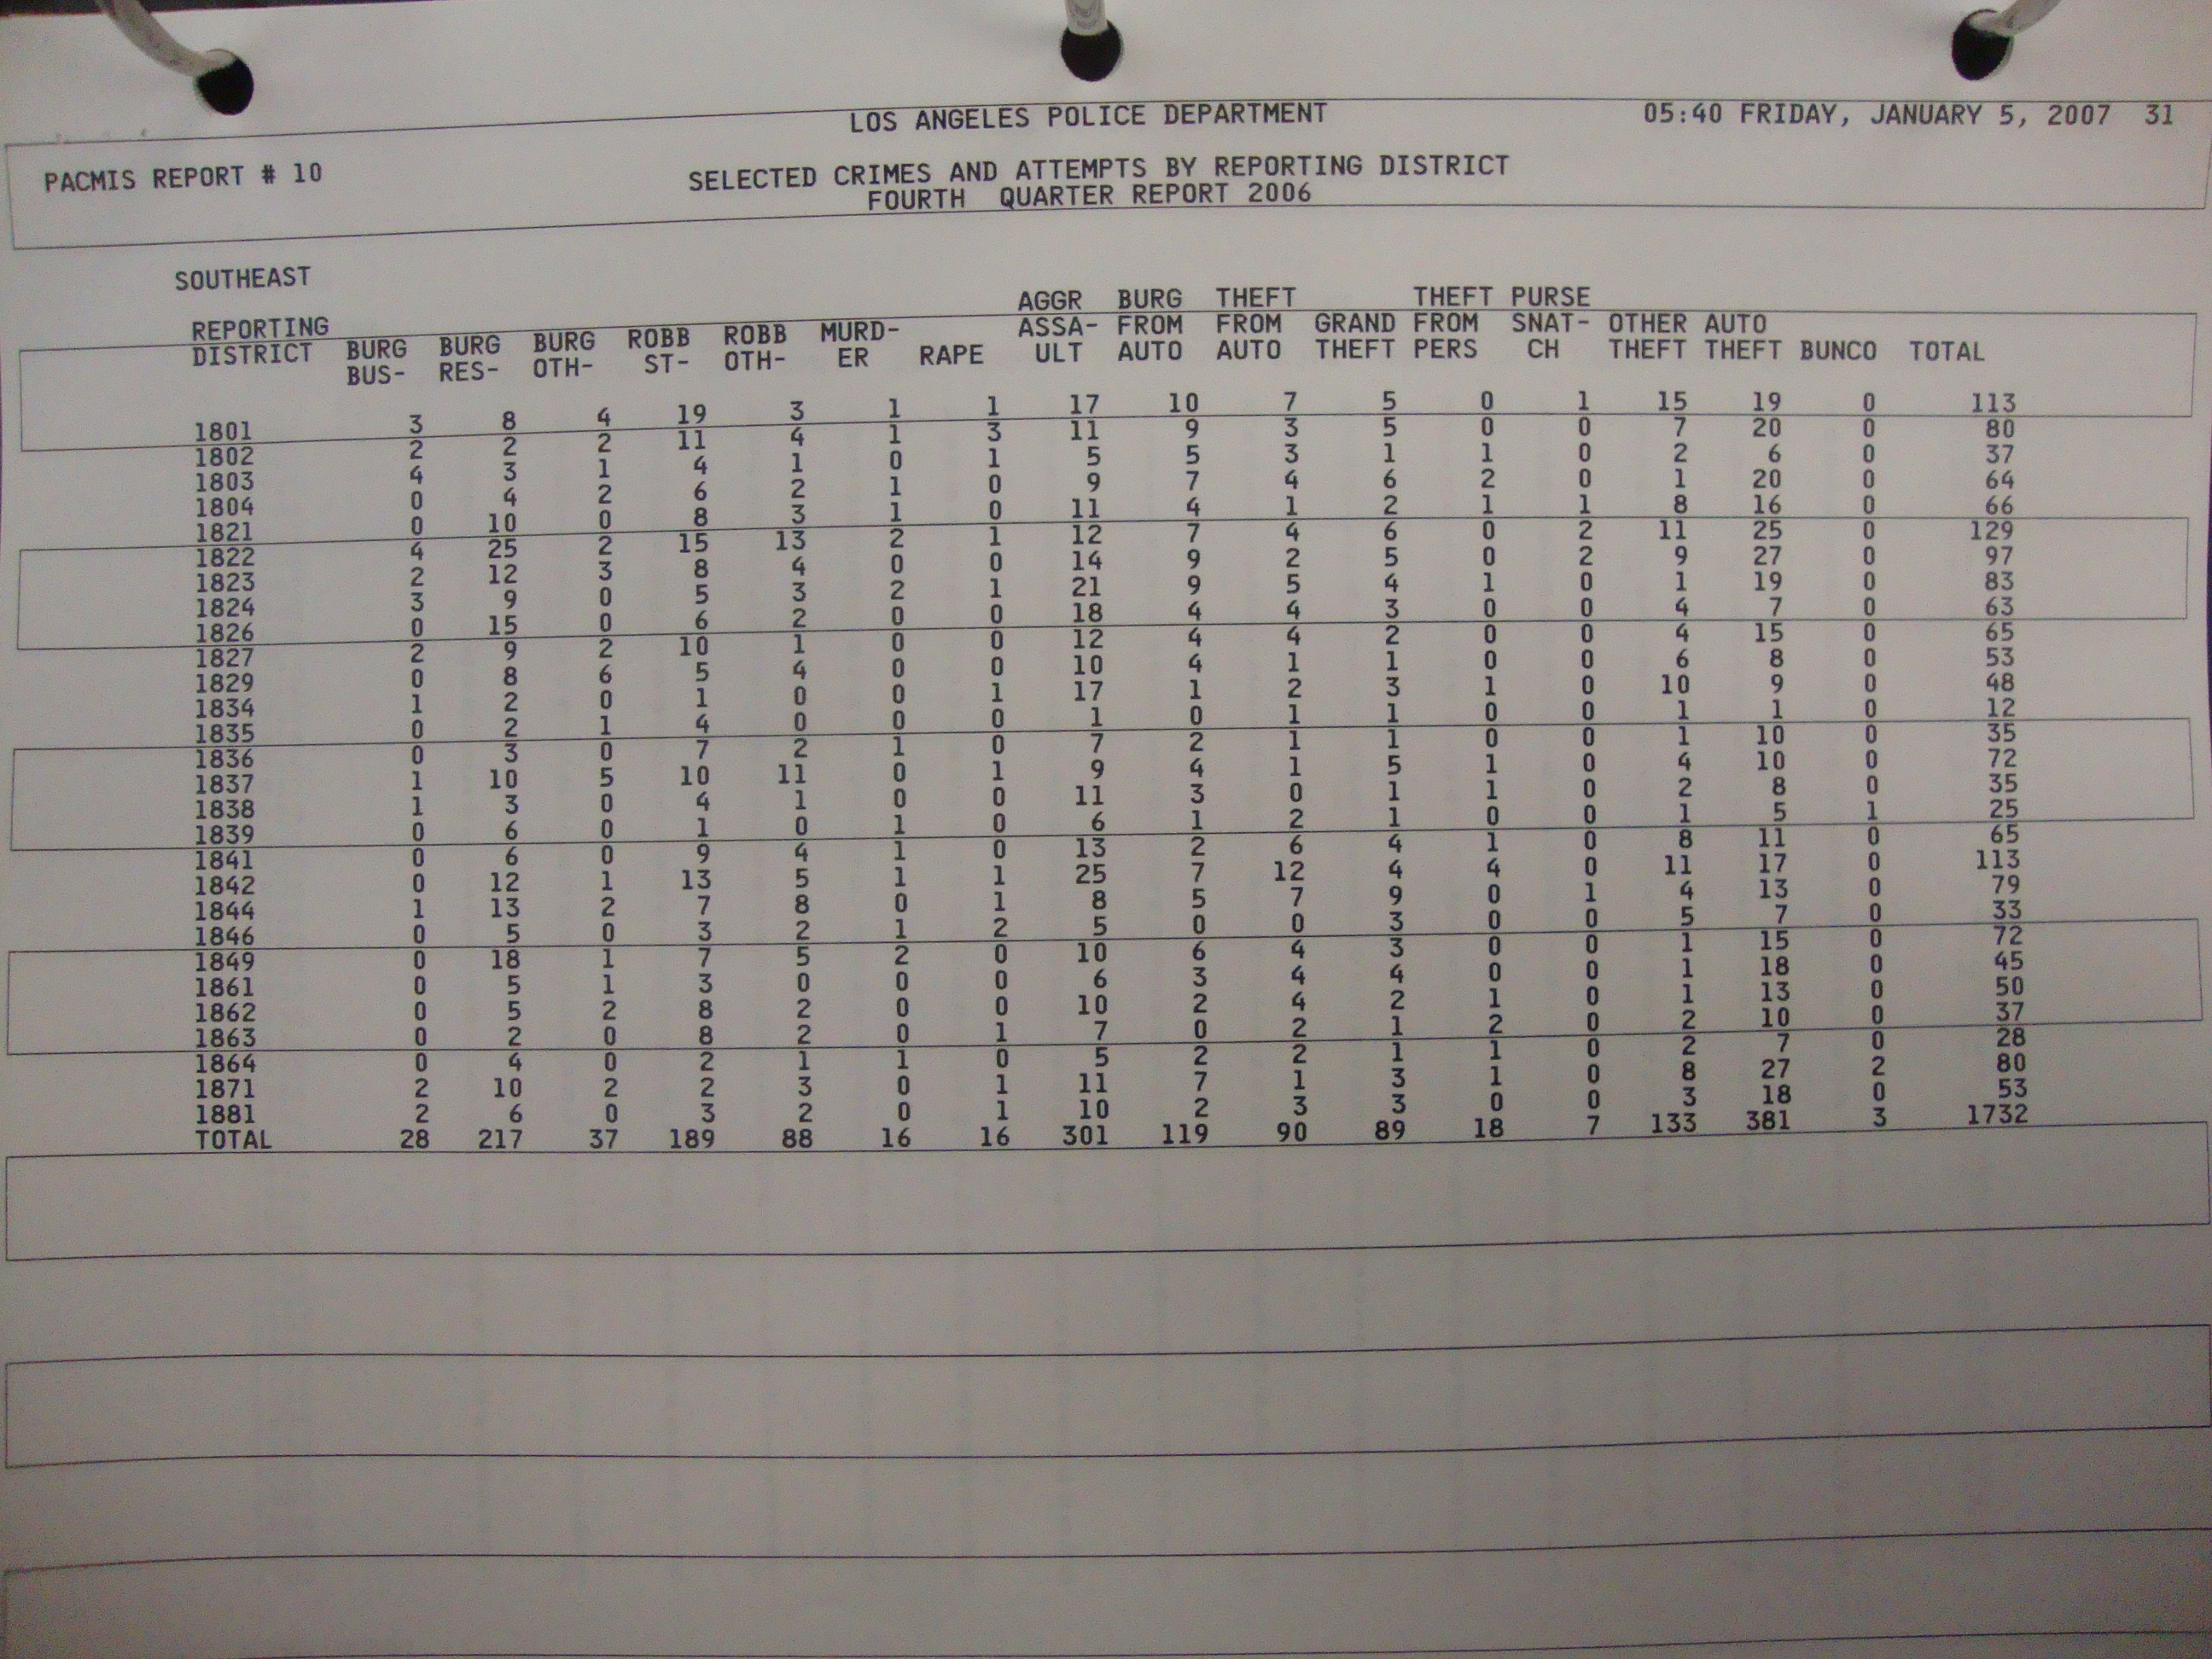 LOS ANGELES POLICE DEPARTMENT 05:40 FRIDAY, JANUARY 5, 2007 31
PACMIS REPORT # 10
SELECTED CRIMES AND ATTEMPTS BY REPORTING DISTRICT
FOURTH QUARTER REPORT 2006
SOUTHEAST
AGGR BURG THEFT THEFT PURSE
REPORTING BURG BURG BURG ROBB ROBB MURD- ASSA- FROM FROM GRAND FROM SNAT- OTHER AUTO
DISTRICT BUS- RES- OTH- ST- OTH- ER RAPE ULT AUTO AUTO THEFT PERS CH THEFT THEFT BUNCO TOTAL
1801 3 8 4 19 3 1 1 17 10 7 5 0 1 15 19 0 113
1802 2 2 2 11 4 1 3 11 9 3 5 0 0 7 20 0 80
1803 4 3 1 4 1 0 1 5 5 3 1 1 0 2 6 0 37
1804 0 4 2 6 2 1 0 9 7 4 6 2 0 1 20 0 64
1821 0 10 0 8 3 1 0 11 4 1 2 1 1 8 16 0 66
1822 4 25 2 15 13 2 1 12 7 4 6 0 2 11 25 0 129
1823 2 12 3 8 4 0 0 14 9 2 5 0 2 9 27 0 97
1824 3 9 0 5 3 2 1 21 9 5 4 1 0 1 19 0 83
1826 0 15 0 6 2 0 0 18 4 4 3 0 0 4 7 0 63
1827 2 9 2 10 1 0 0 12 4 4 2 0 0 4 15 0 65
1829 0 8 6 5 4 0 0 10 4 1 1 0 0 6 8 0 53
1834 1 2 0 1 0 0 1 17 1 2 3 1 0 10 9 0 48
1835 0 2 1 4 0 0 0 1 0 1 1 0 0 1 1 0 12
1836 0 3 0 7 2 1 0 7 2 1 1 0 0 1 10 0 35
1837 1 10 5 10 11 0 1 9 4 1 5 1 0 4 10 0 72
1838 1 3 0 4 1 0 0 11 3 0 1 1 0 2 8 0 35
1839 0 6 0 1 0 1 0 6 1 2 1 0 0 1 5 1 25
1841 0 6 0 9 4 1 0 13 2 6 4 1 0 8 11 0 65
1842 0 12 1 13 5 1 1 25 7 12 4 4 0 11 17 0 113
1844 1 13 2 7 8 0 1 8 5 7 9 0 1 4 13 0 79
1846 0 5 0 3 2 1 2 5 0 0 3 0 0 5 7 0 33
1849 0 18 1 7 5 2 0 10 6 4 3 0 0 1 15 0 72
1861 0 5 1 3 0 0 0 6 3 4 4 0 0 1 18 0 45
1862 0 5 2 8 2 0 0 10 2 4 2 1 0 1 13 0 50
1863 0 2 0 8 2 0 1 7 0 2 1 2 0 2 10 0 37
1864 0 4 0 2 1 1 0 5 2 2 1 1 0 2 7 0 28
1871 2 10 2 2 3 0 1 11 7 1 3 1 0 8 27 2 80
1881 2 6 0 3 2 0 1 10 2 3 3 0 0 3 18 0 53
TOTAL 28 217 37 189 88 16 16 301 119 90 89 18 7 133 381 3 1732